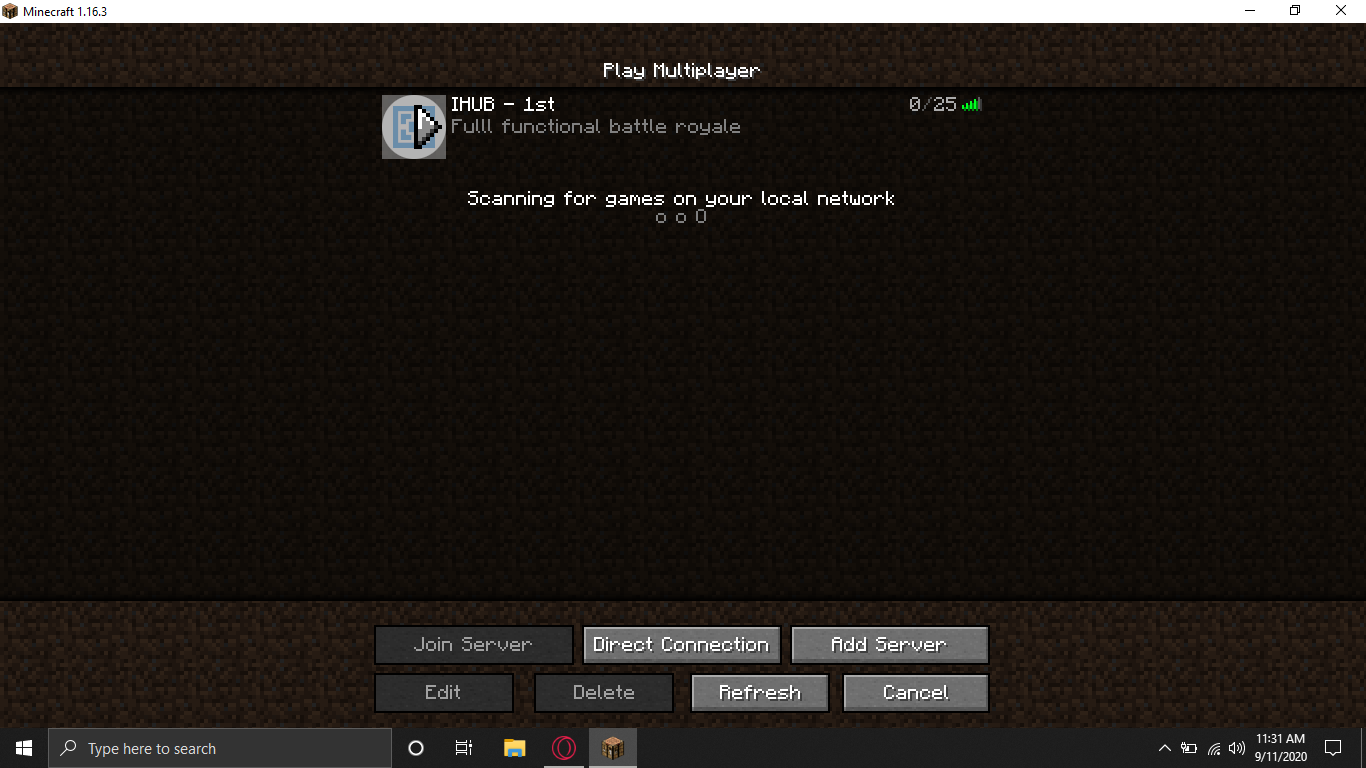 Minecraft 1.16.3
Play Multiplayer
IHUB - 1st
0/25
Fulll functional battle royale
Scanning for games on your local network
o o O
Join Server
Direct Connection
Add Server
Edit
Delete
Refresh
Cancel
Type here to search
11:31 AM
9/11/2020